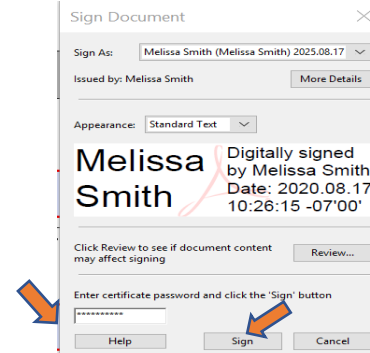 Sign Document
Sign As: Melissa Smith (Melissa Smith) 2025.08.17
Issued by: Melissa Smith More Details
Appearance: Standard Text
Melissa Smith
Digitally signed
by Melissa Smith
Date: 2020.08.17
10:26:15 -07'00'
Click Review to see if document content
may affect signing
Review...
Enter certificate password and click the 'Sign' button
**********
Help Sign Cancel